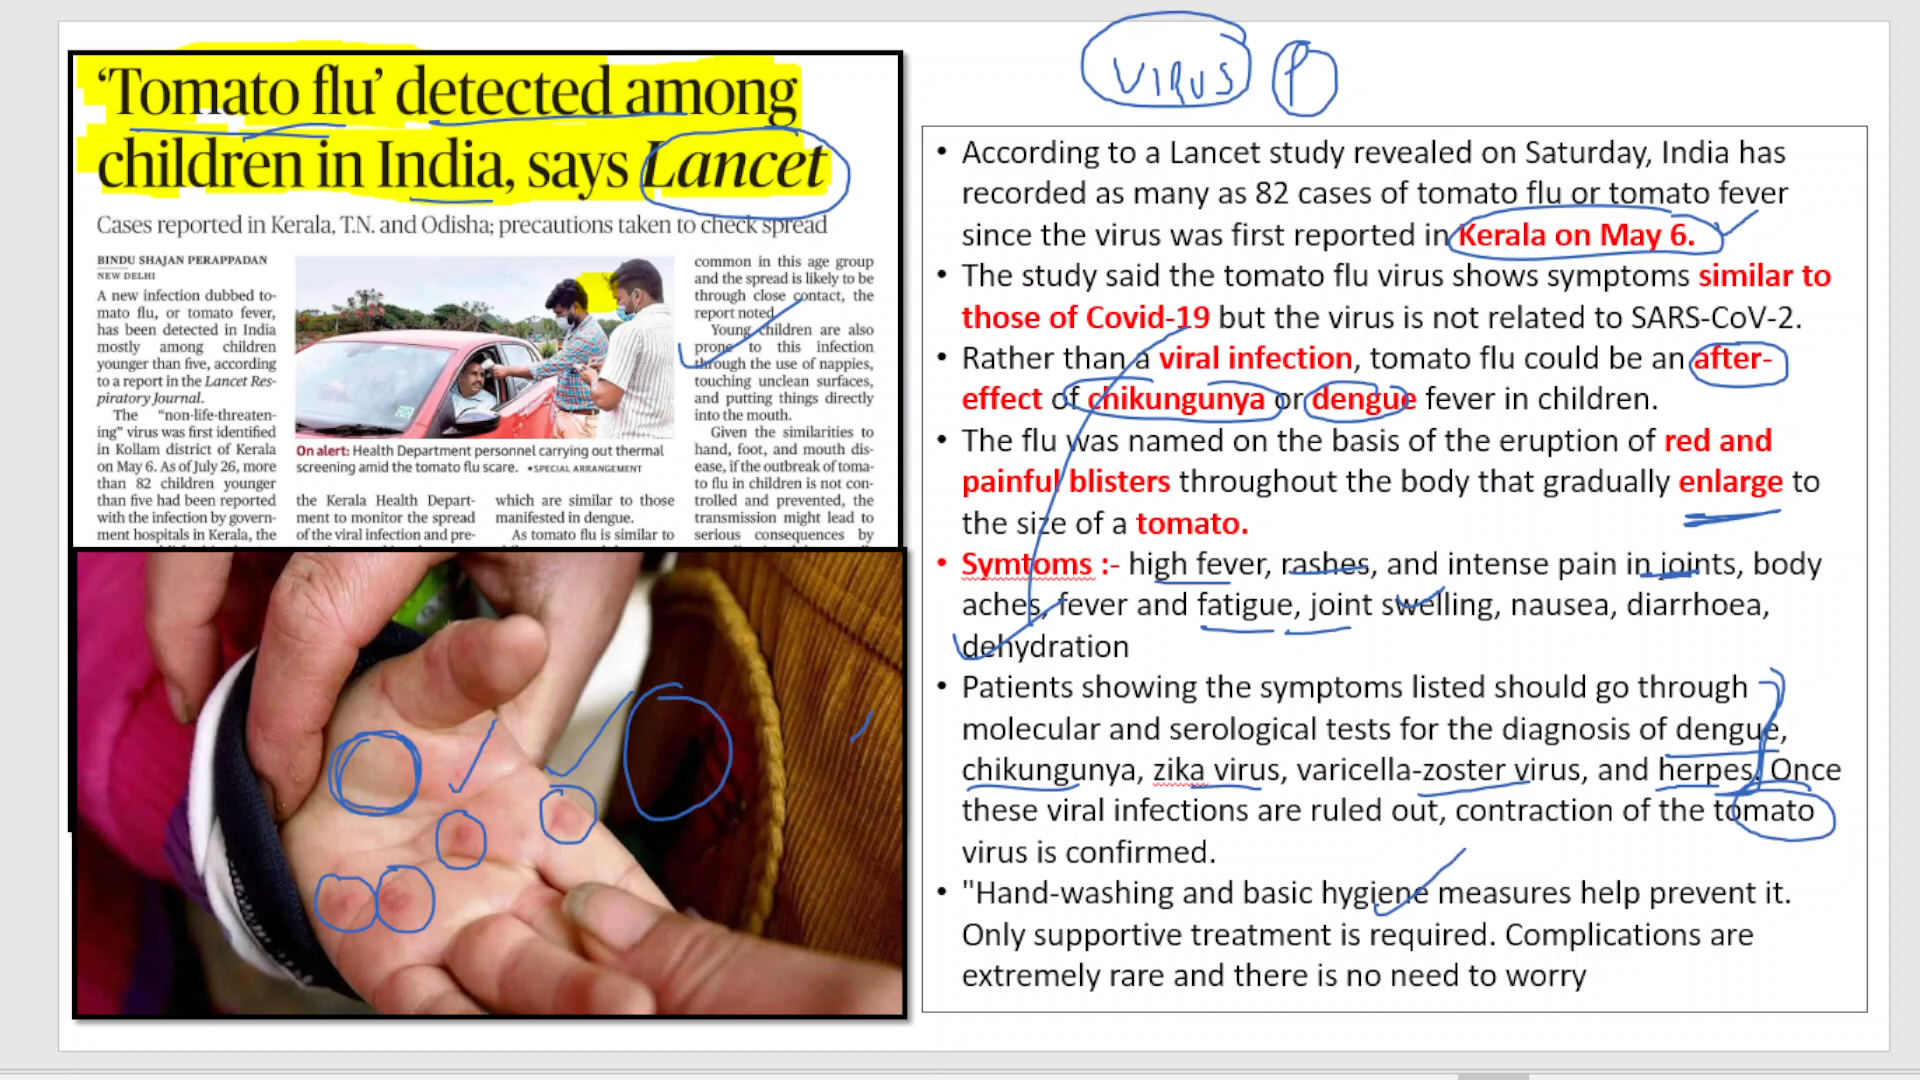 VIRUS P
‘Tomato flu’ detected among
children in India, says Lancet
Cases reported in Kerala, T.N. and Odisha; precautions taken to check spread
BINDU SHAJAN PERAPPADAN
NEW DELHI
A new infection dubbed to-
mato flu, or tomato fever,
has been detected in India
mostly among children
younger than five, according
to a report in the Lancet Res-
piratory Journal.
The “non-life-threaten-
ing” virus was first identified
in Kollam district of Kerala
on May 6. As of July 26, more
than 82 children younger
than five had been reported
with the infection by govern-
ment hospitals in Kerala, the
On alert: Health Department personnel carrying out thermal
screening amid the tomato flu scare. •SPECIAL ARRANGEMENT
the Kerala Health Depart-
ment to monitor the spread
of the viral infection and pre-
which are similar to those
manifested in dengue.
As tomato flu is similar to
common in this age group
and the spread is likely to be
through close contact, the
report noted.
Young children are also
prone to this infection
through the use of nappies,
touching unclean surfaces,
and putting things directly
into the mouth.
Given the similarities to
hand, foot, and mouth dis-
ease, if the outbreak of toma-
to flu in children is not con-
trolled and prevented, the
transmission might lead to
serious consequences by
• According to a Lancet study revealed on Saturday, India has
recorded as many as 82 cases of tomato flu or tomato fever
since the virus was first reported in Kerala on May 6.
• The study said the tomato flu virus shows symptoms similar to
those of Covid-19 but the virus is not related to SARS-CoV-2.
• Rather than a viral infection, tomato flu could be an after-
effect of chikungunya or dengue fever in children.
• The flu was named on the basis of the eruption of red and
painful blisters throughout the body that gradually enlarge to
the size of a tomato.
• Symtoms :- high fever, rashes, and intense pain in joints, body
aches, fever and fatigue, joint swelling, nausea, diarrhoea,
dehydration
• Patients showing the symptoms listed should go through
molecular and serological tests for the diagnosis of dengue,
chikungunya, zika virus, varicella-zoster virus, and herpes. Once
these viral infections are ruled out, contraction of the tomato
virus is confirmed.
• "Hand-washing and basic hygiene measures help prevent it.
Only supportive treatment is required. Complications are
extremely rare and there is no need to worry